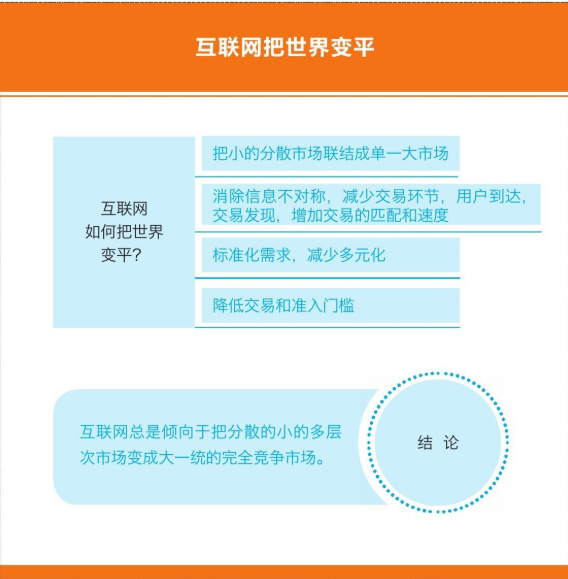 互联网把世界变平
互联网
如何把世界
变平？
把小的分散市场联结成单一大市场
消除信息不对称，减少交易环节，用户到达，
交易发现，增加交易的匹配和速度
标准化需求，减少多元化
降低交易和准入门槛
互联网总是倾向于把分散的小的多层
次市场变成大一统的完全竞争市场。
结 论